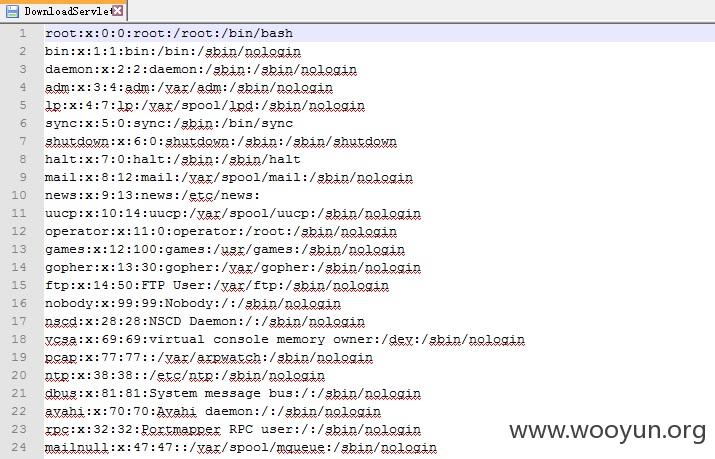 DownloadServlet
1 root:x:0:0:root:/root:/bin/bash
2 bin:x:1:1:bin:/bin:/sbin/nologin
3 daemon:x:2:2:daemon:/sbin:/sbin/nologin
4 adm:x:3:4:adm:/var/adm:/sbin/nologin
5 lp:x:4:7:lp:/var/spool/lpd:/sbin/nologin
6 sync:x:5:0:sync:/sbin:/bin/sync
7 shutdown:x:6:0:shutdown:/sbin:/sbin/shutdown
8 halt:x:7:0:halt:/sbin:/sbin/halt
9 mail:x:8:12:mail:/var/spool/mail:/sbin/nologin
10 news:x:9:13:news:/etc/news:
11 uucp:x:10:14:uucp:/var/spool/uucp:/sbin/nologin
12 operator:x:11:0:operator:/root:/sbin/nologin
13 games:x:12:100:games:/usr/games:/sbin/nologin
14 gopher:x:13:30:gopher:/var/gopher:/sbin/nologin
15 ftp:x:14:50:FTP User:/var/ftp:/sbin/nologin
16 nobody:x:99:99:Nobody:/:/sbin/nologin
17 nscd:x:28:28:NSCD Daemon:/:/sbin/nologin
18 vcsa:x:69:69:virtual console memory owner:/dev:/sbin/nologin
19 pcap:x:77:77::/var/arpwatch:/sbin/nologin
20 ntp:x:38:38::/etc/ntp:/sbin/nologin
21 dbus:x:81:81:System message bus:/:/sbin/nologin
22 avahi:x:70:70:Avahi daemon:/:/sbin/nologin
23 rpc:x:32:32:Portmapper RPC user:/:/sbin/nologin
24 mailnull:x:47:47::/var/spool/mqueue:/sbin/nologin
www.wooyun.org